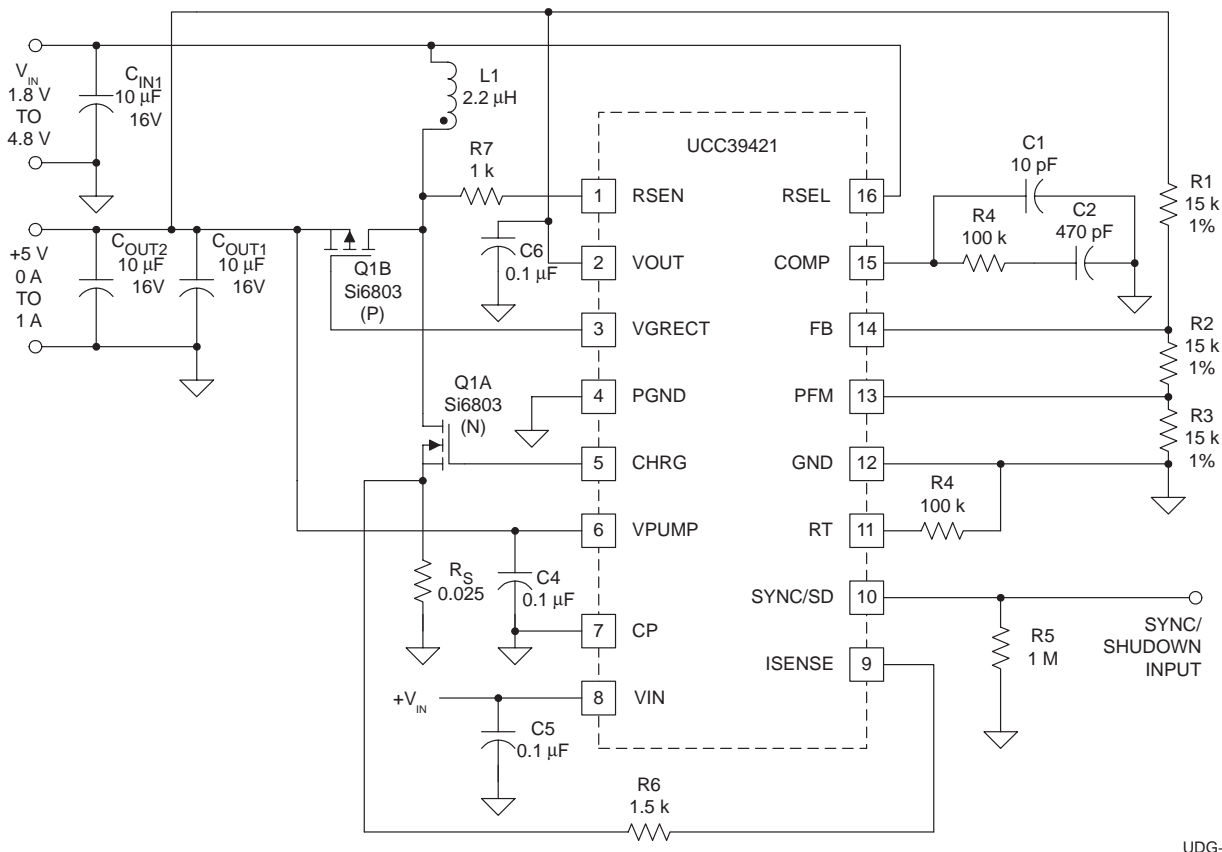 V_IN
1.8 V
TO
4.8 V
C_IN1
10 µF
16V
L1
2.2 µH
R7
1 k
UCC39421
1
RSEN
RSEL
16
C1
10 pF
R4
100 k
C2
470 pF
R1
15 k
1%
+5 V
0 A
TO
1 A
C_OUT2
10 µF
16V
C_OUT1
10 µF
16V
Q1B
Si6803
(P)
C6
0.1 µF
2
VOUT
COMP
15
3
VGRECT
FB
14
R2
15 k
1%
Q1A
Si6803
(N)
4
PGND
PFM
13
R3
15 k
1%
5
CHRG
GND
12
R4
100 k
6
VPUMP
RT
11
R_S
0.025
C4
0.1 µF
SYNC/SD
10
SYNC/
SHUDOWN
INPUT
7
CP
R5
1 M
ISENSE
9
+V_IN
8
VIN
C5
0.1 µF
R6
1.5 k
UDG-